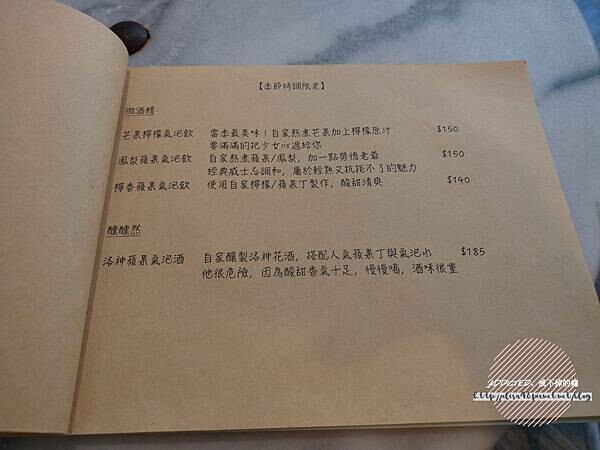 【季節特調限定】
微酒精
芒果檸檬氣泡飲 當季最美味！自家熬煮芒果加上檸檬原汁 $150
要滿滿的把少女心遞給你
鳳梨蘋果氣泡飲 自家熬煮蘋果/鳳梨，加一點勞德老爺 $150
經典威士忌調和，屬於輕熟又抗拒不了的魅力
檸香蘋果氣泡飲 使用自家檸檬/蘋果丁製作，酸甜清爽 $140
醺醺然
洛神蘋果氣泡酒 自家釀製洛神花酒，搭配人氣蘋果丁與氣泡水 $185
他很危險，因為酸甜香氣十足，慢慢喝，酒味很重
ADDICTED。戒不掉的癮